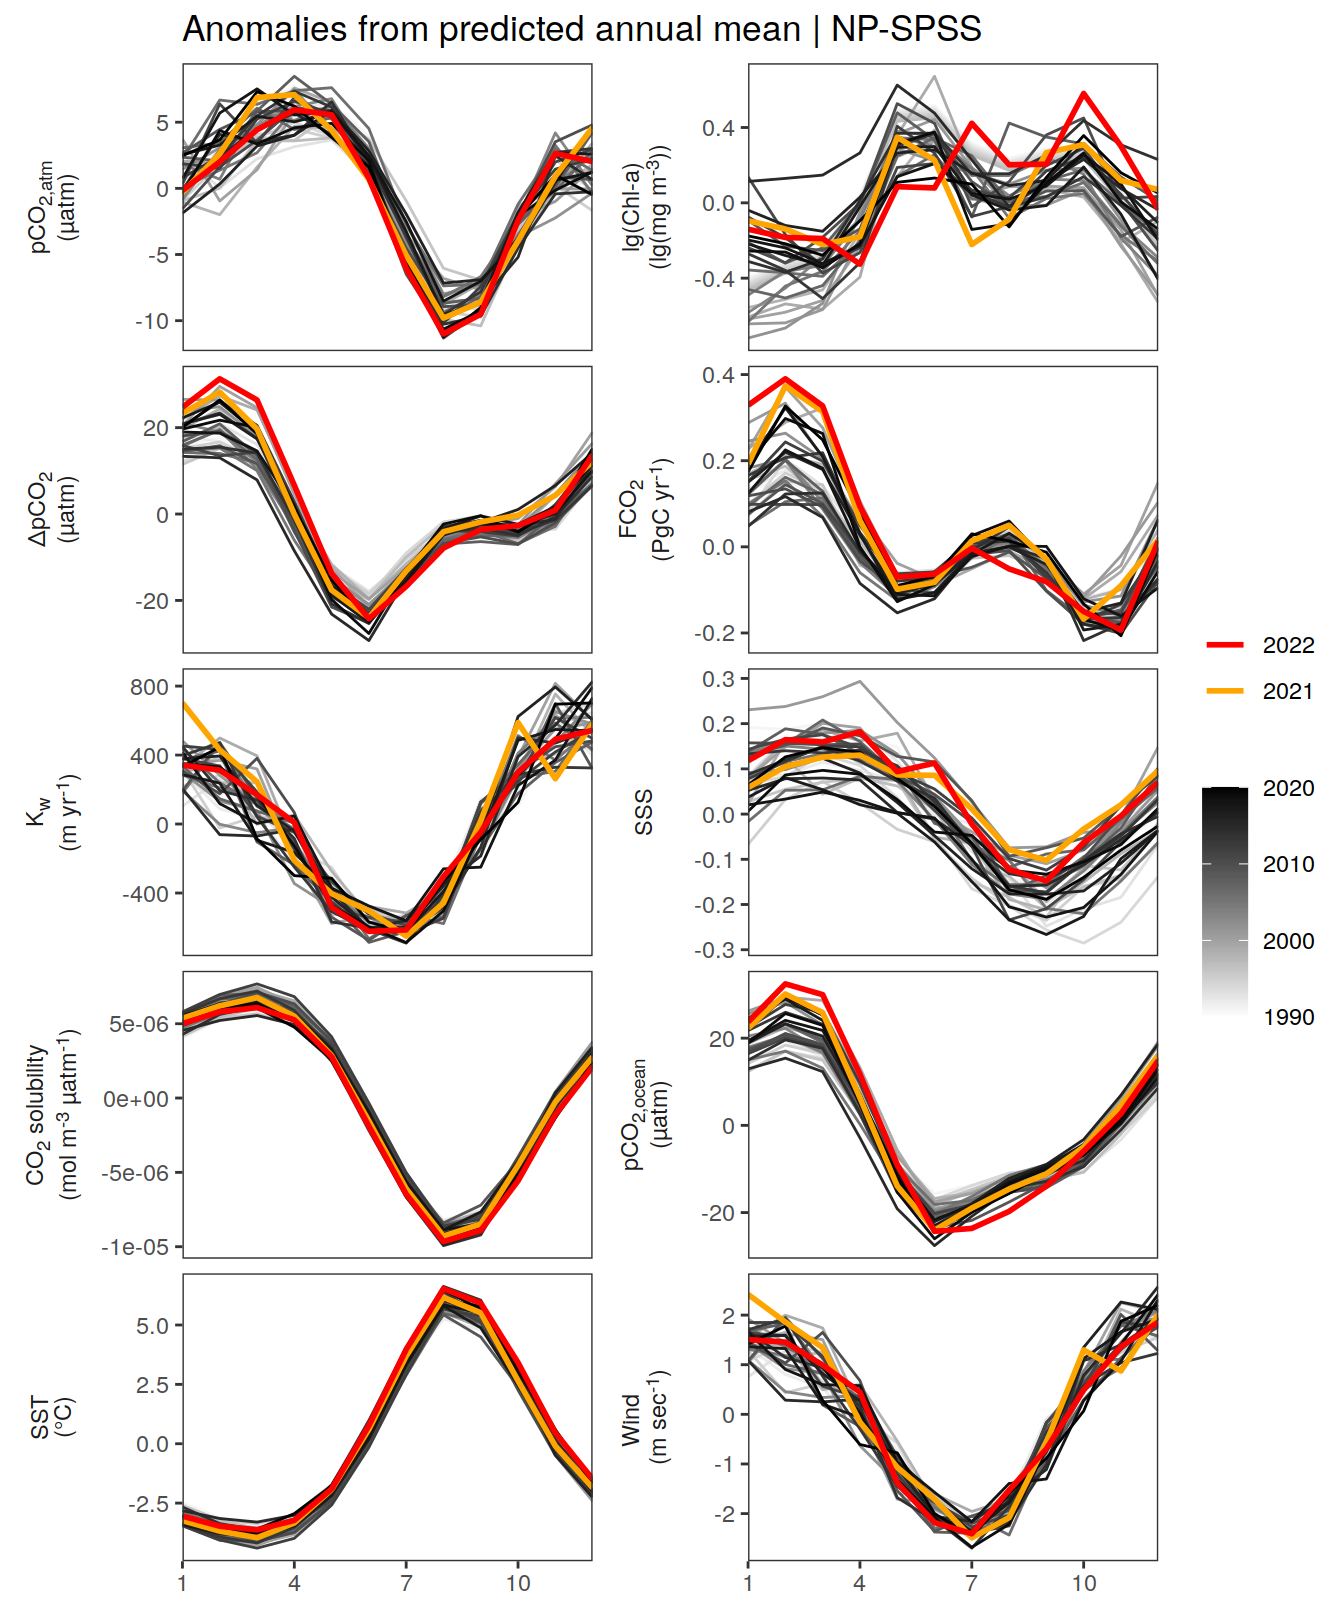 Anomalies from predicted annual mean | NP-SPSS
pCO2,atm
(µatm)
5
0
-5
-10
lg(Chl-a)
(lg(mg m-3))
0.4
0.0
-0.4
ΔpCO2
(µatm)
20
0
-20
FCO2
(PgC yr-1)
0.4
0.2
0.0
-0.2
Kw
(m yr-1)
800
400
0
-400
SSS
0.3
0.2
0.1
0.0
-0.1
-0.2
-0.3
CO2 solubility
(mol m-3 µatm-1)
5e-06
0e+00
-5e-06
-1e-05
pCO2,ocean
(µatm)
20
0
-20
SST
(°C)
5.0
2.5
0.0
-2.5
1
4
7
10
Wind
(m sec-1)
2
1
0
-1
-2
1
4
7
10
2022
2021
2020
2010
2000
1990